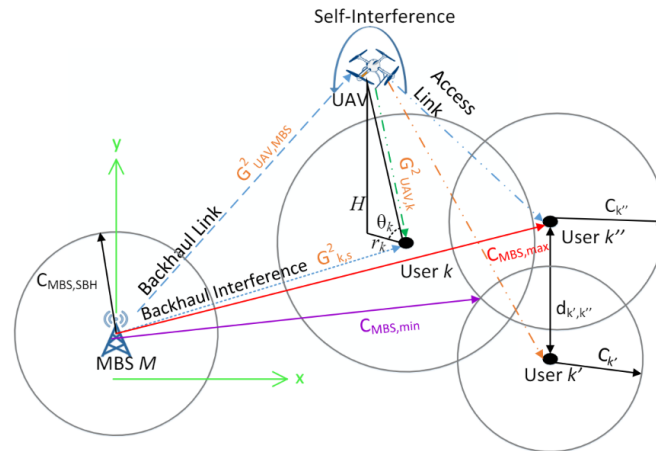 Self-Interference
UAV
Access
Link
y
G²UAV,MBS
Backhaul Link
G²UAV,k
H
θk
rk
Ck''
User k''
CMBS,max
User k
G²k,s
Backhaul Interference
CMBS,SBH
CMBS,min
dk',k''
MBS M
x
User k'
Ck'